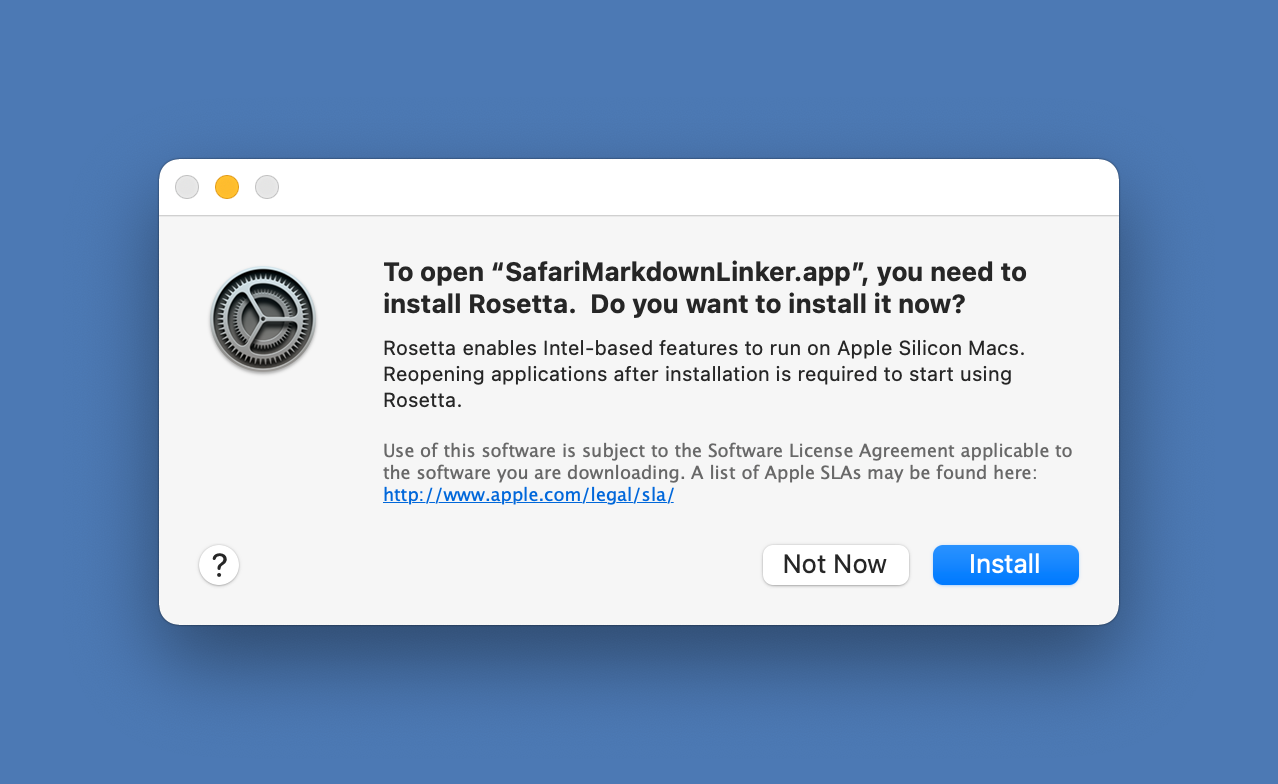 To open “SafariMarkdownLinker.app”, you need to
install Rosetta.  Do you want to install it now?
Rosetta enables Intel-based features to run on Apple Silicon Macs.
Reopening applications after installation is required to start using
Rosetta.
Use of this software is subject to the Software License Agreement applicable to
the software you are downloading. A list of Apple SLAs may be found here:
http://www.apple.com/legal/sla/
?
Not Now
Install